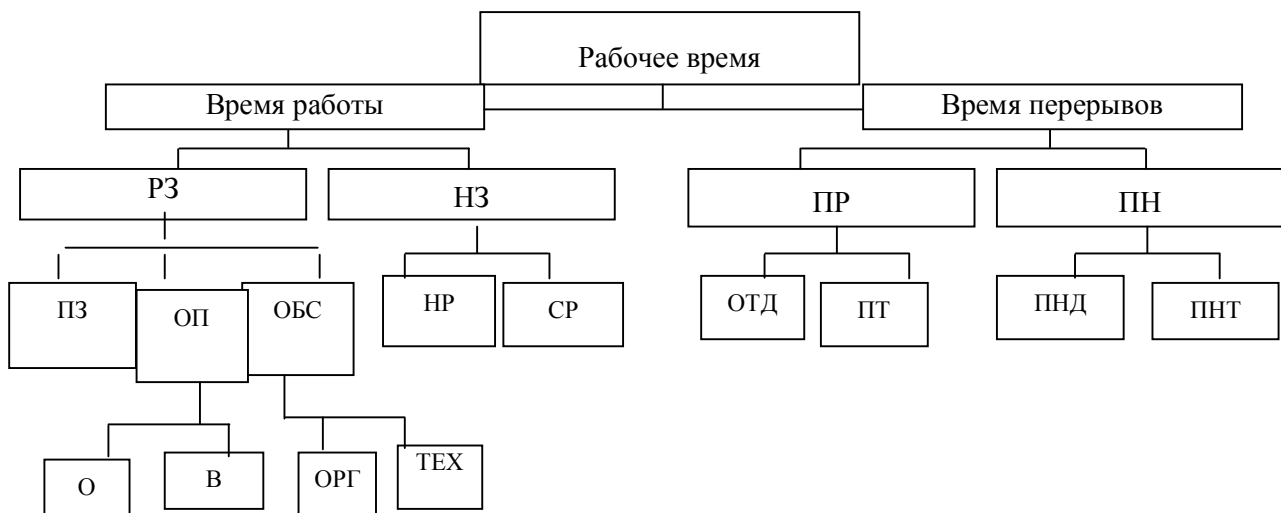 Рабочее время
Время работы
Время перерывов
РЗ
НЗ
ПР
ПН
ПЗ
ОП
ОБС
НР
СР
ОТД
ПТ
ПНД
ПНТ
О
В
ОРГ
ТЕХ